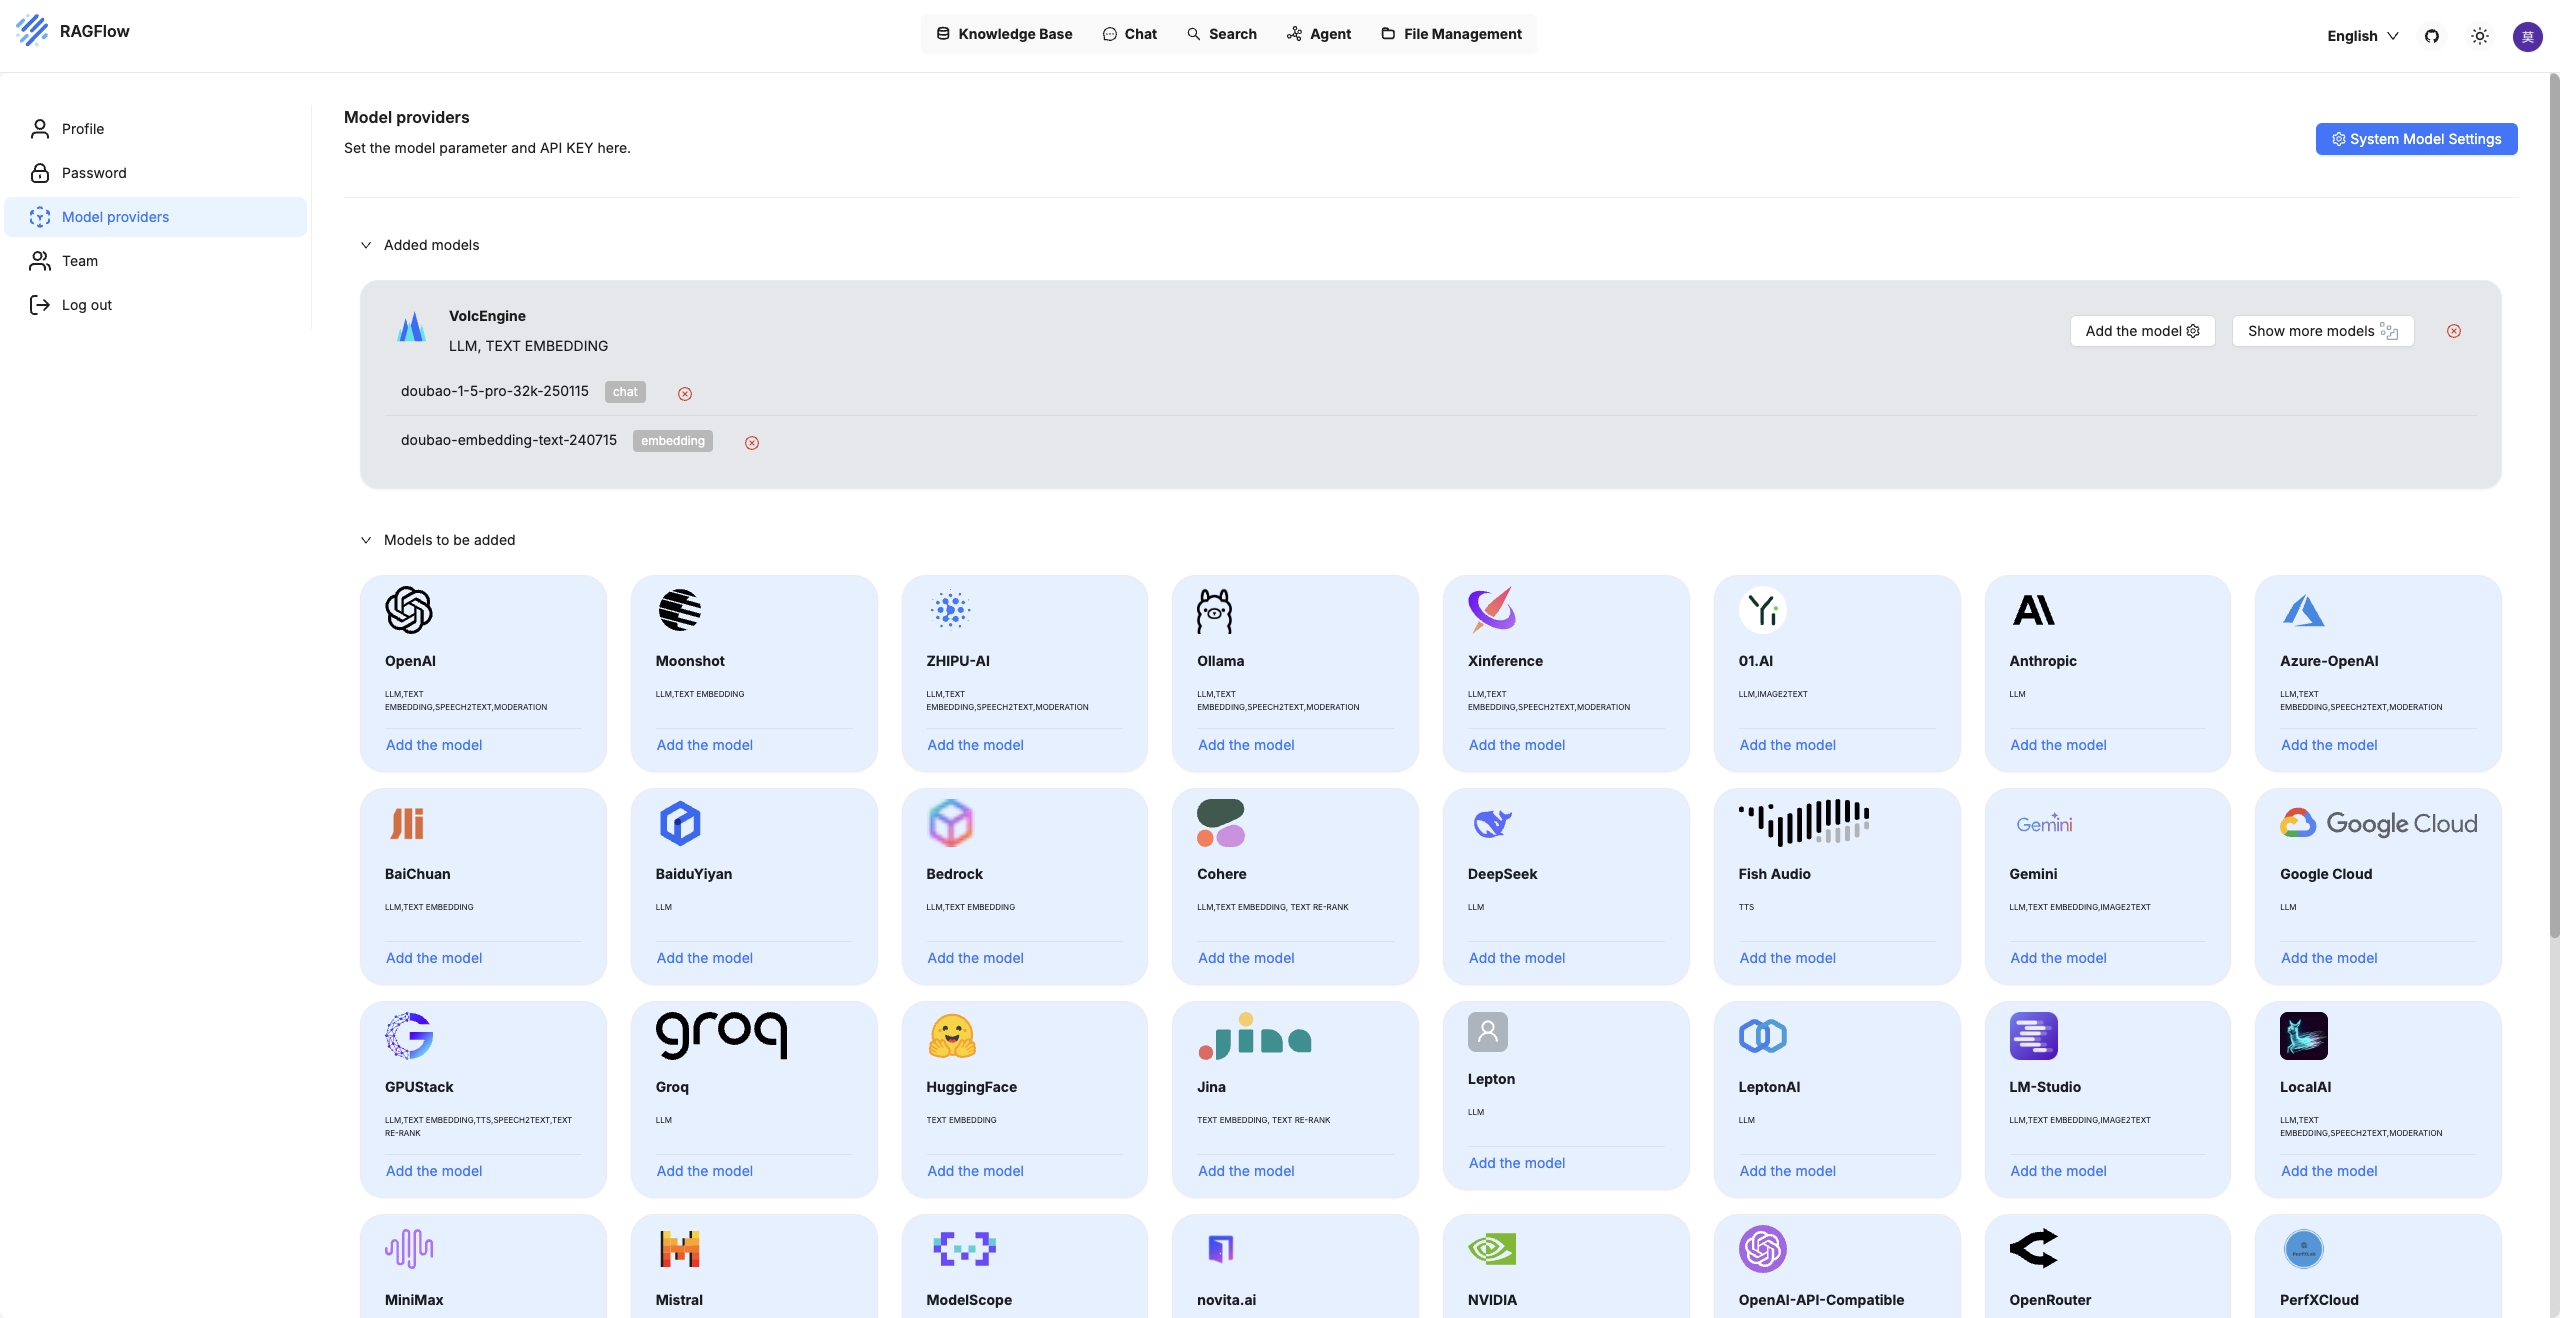 RAGFlow
Knowledge Base
Chat
Search
Agent
File Management
English
莫
Profile
Password
Model providers
Team
Log out
Model providers
Set the model parameter and API KEY here.
System Model Settings
Added models
VolcEngine
LLM, TEXT EMBEDDING
Add the model
Show more models
doubao-1-5-pro-32k-250115
chat
doubao-embedding-text-240715
embedding
Models to be added
OpenAI
LLM,TEXT
EMBEDDING,SPEECH2TEXT,MODERATION
Add the model
Moonshot
LLM,TEXT EMBEDDING
Add the model
ZHIPU-AI
LLM,TEXT
EMBEDDING,SPEECH2TEXT,MODERATION
Add the model
Ollama
LLM,TEXT
EMBEDDING,SPEECH2TEXT,MODERATION
Add the model
Xinference
LLM,TEXT
EMBEDDING,SPEECH2TEXT,MODERATION
Add the model
Yi
01.AI
LLM,IMAGE2TEXT
Add the model
Anthropic
LLM
Add the model
Azure-OpenAI
LLM,TEXT
EMBEDDING,SPEECH2TEXT,MODERATION
Add the model
BaiChuan
LLM,TEXT EMBEDDING
Add the model
BaiduYiyan
LLM
Add the model
Bedrock
LLM,TEXT EMBEDDING
Add the model
Cohere
LLM,TEXT EMBEDDING, TEXT RE-RANK
Add the model
DeepSeek
LLM
Add the model
Fish Audio
TTS
Add the model
Gemini
Gemini
LLM,TEXT EMBEDDING,IMAGE2TEXT
Add the model
Google Cloud
Google Cloud
LLM
Add the model
GPUStack
LLM,TEXT EMBEDDING,TTS,SPEECH2TEXT,TEXT
RE-RANK
Add the model
groq
Groq
LLM
Add the model
HuggingFace
TEXT EMBEDDING
Add the model
Jina
Jina
TEXT EMBEDDING, TEXT RE-RANK
Add the model
Lepton
LLM
Add the model
LeptonAI
LLM
Add the model
LM-Studio
LLM,TEXT EMBEDDING,IMAGE2TEXT
Add the model
LocalAI
LLM,TEXT
EMBEDDING,SPEECH2TEXT,MODERATION
Add the model
MiniMax
Mistral
ModelScope
novita.ai
NVIDIA
OpenAI-API-Compatible
OpenRouter
PerfXCloud